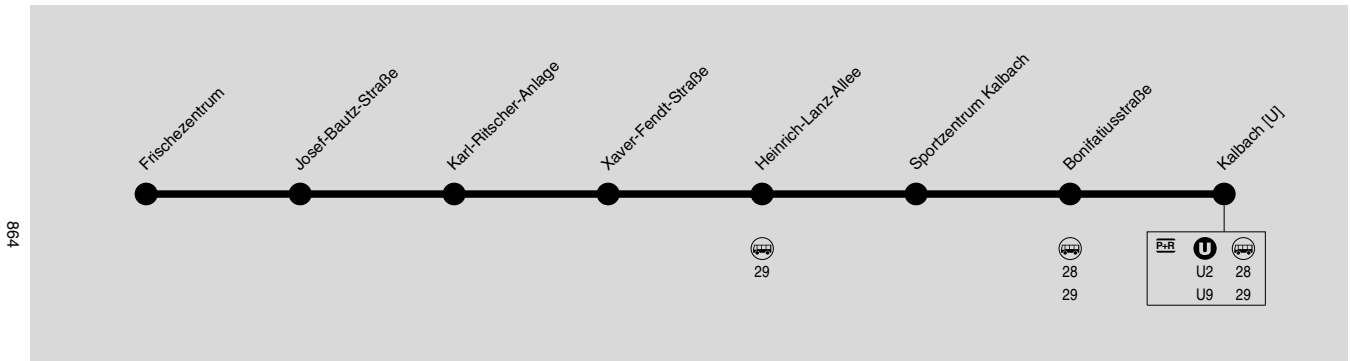 Frischezentrum
Josef-Bautz-Straße
Karl-Ritscher-Anlage
Xaver-Fendt-Straße
Heinrich-Lanz-Allee
Sportzentrum Kalbach
Bonifatiusstraße
Kalbach [U]
864
P+R U
29 28 U2 28
29 U9 29